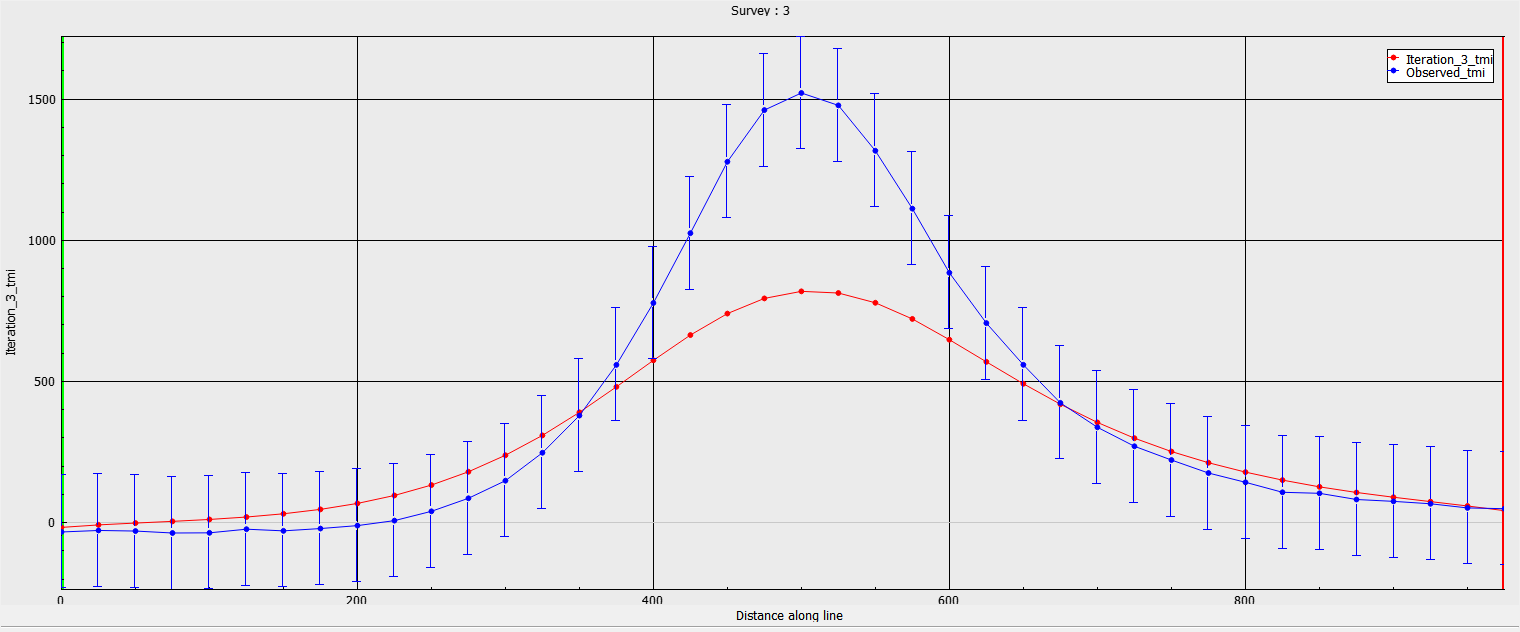 Survey : 3
Iteration_3_tmi
Observed_tmi
1500
1000
500
0
Iteration_3_tmi
0
200
400
600
800
Distance along line